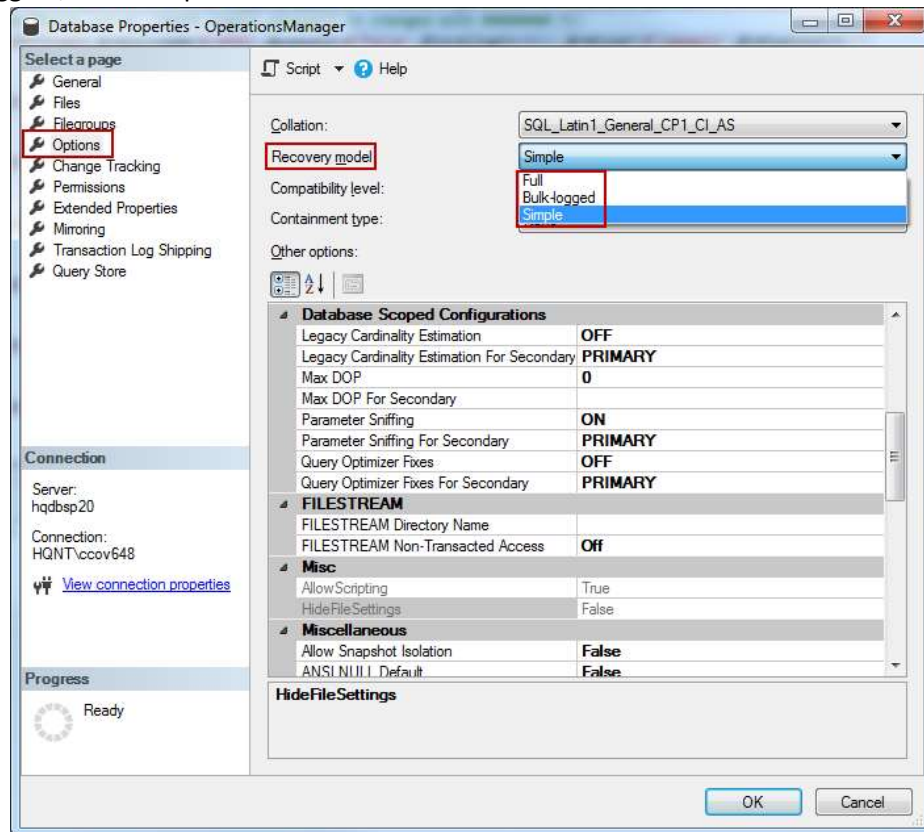 Database Properties - OperationsManager
Select a page
General
Files
Filegroups
Options
Change Tracking
Permissions
Extended Properties
Mirroring
Transaction Log Shipping
Query Store
Script
Help
Collation: SQL_Latin1_General_CP1_CI_AS
Recovery model Simple
Full
Compatibility level:
Bulk-logged
Containment type: Simple
Other options:
Database Scoped Configurations
Legacy Cardinality Estimation OFF
Legacy Cardinality Estimation For Secondary PRIMARY
Max DOP 0
Max DOP For Secondary
Parameter Sniffing ON
Parameter Sniffing For Secondary PRIMARY
Query Optimizer Fixes OFF
Query Optimizer Fixes For Secondary PRIMARY
FILESTREAM
FILESTREAM Directory Name
FILESTREAM Non-Transacted Access Off
Misc
AllowScripting True
HideFileSettings False
Miscellaneous
Allow Snapshot Isolation False
ANSI NULL Default False
HideFileSettings
Connection
Server:
hqdbsp20
Connection:
HQNT\ccov648
View connection properties
Progress
Ready
OK
Cancel